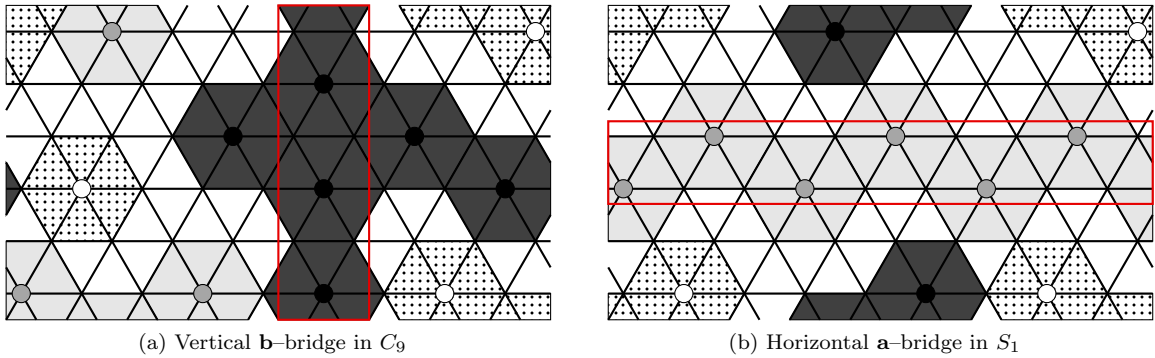 (a) Vertical b–bridge in C₉
(b) Horizontal a–bridge in S₁